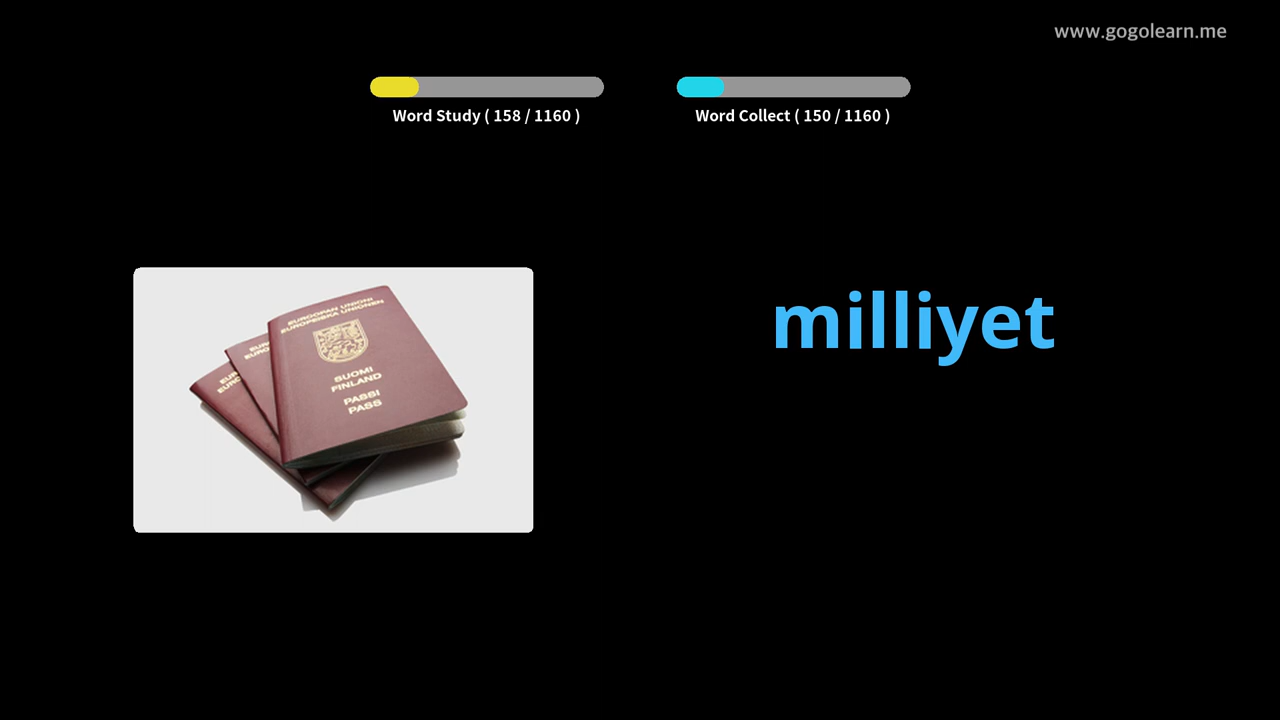 www.gogolearn.me
Word Study ( 158 / 1160 )
Word Collect ( 150 / 1160 )
milliyet
EUROOPAN UNIONI
EUROPEISKA UNIONEN
SUOMI
FINLAND
PASSI
PASS